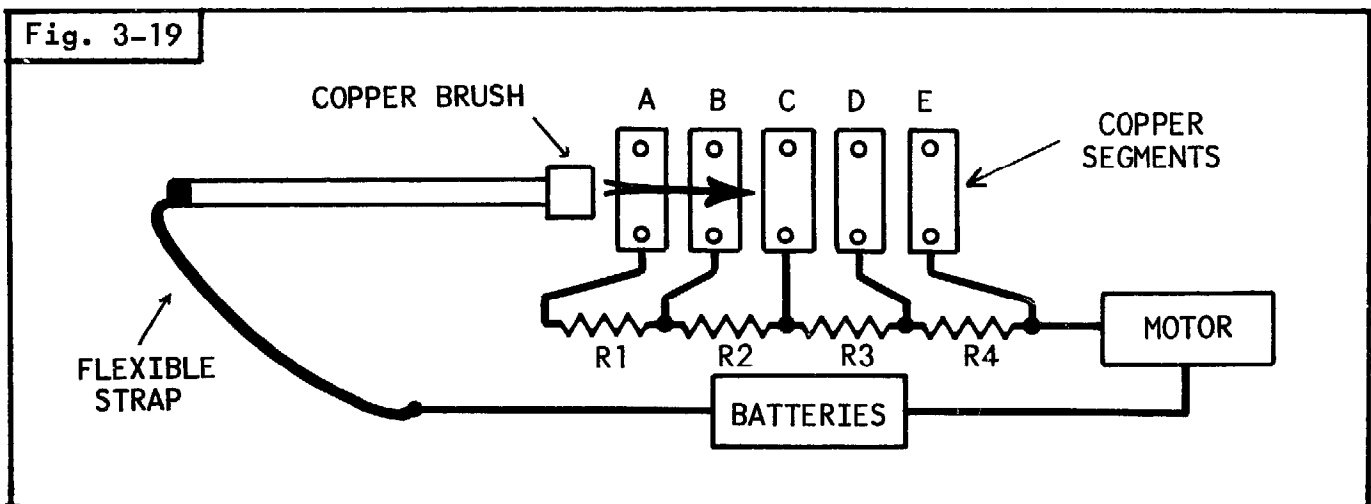 Fig. 3-19
COPPER BRUSH
A B C D E
COPPER
SEGMENTS
R1 R2 R3 R4
MOTOR
FLEXIBLE
STRAP
BATTERIES